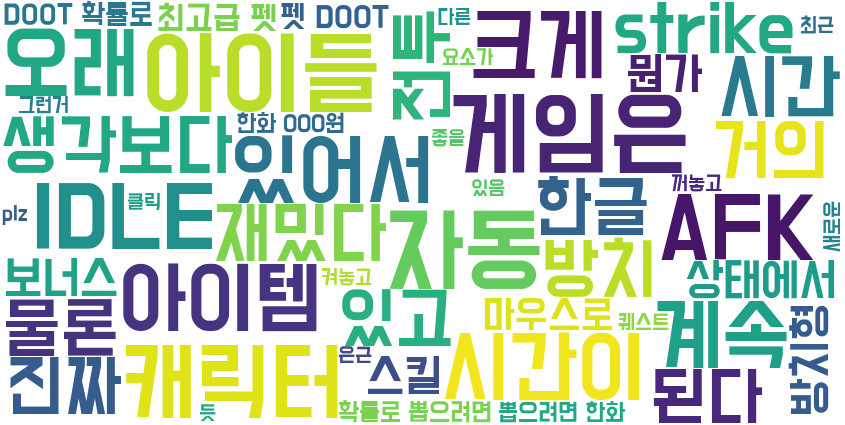 DOOT 확률로
최고급 펫
펫 DOOT
다른
크게
strike
최근
오래
아이들
전투
요소가
뭔가
시간
그런거
생각보다
한화 000원
있어서
좋을
게임은
거의
plz
IDLE
클릭
재밌다
자동
있음
한글
꺼놓고
AFK
새로운
보너스
아이템
켜놓고
있고
방치
상태에서
물론
마우스로
퀘스트
계속
방치형
진짜
캐릭터
은근
스킬
시간이
된다
듯
확률로 뽑으려면
뽑으려면 한화